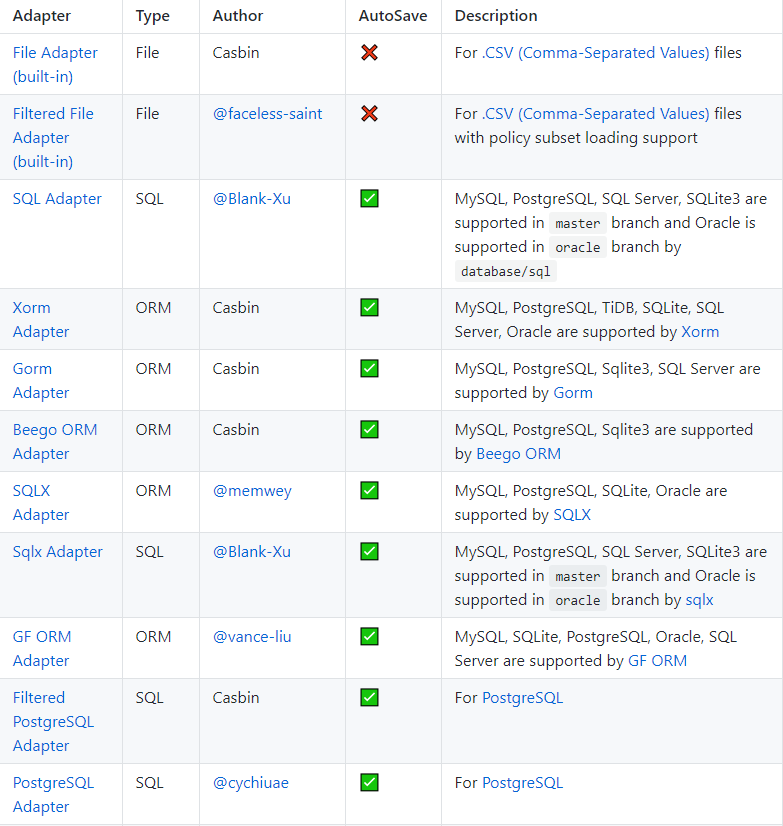 Adapter Type Author AutoSave Description
File Adapter File Casbin ❌ For .CSV (Comma-Separated Values) files
(built-in)
Filtered File File @faceless-saint ❌ For .CSV (Comma-Separated Values) files
Adapter with policy subset loading support
(built-in)
SQL Adapter SQL @Blank-Xu ✅ MySQL, PostgreSQL, SQL Server, SQLite3 are
supported in master branch and Oracle is
supported in oracle branch by
database/sql
Xorm ORM Casbin ✅ MySQL, PostgreSQL, TiDB, SQLite, SQL
Adapter Server, Oracle are supported by Xorm
Gorm ORM Casbin ✅ MySQL, PostgreSQL, Sqlite3, SQL Server are
Adapter supported by Gorm
Beego ORM ORM Casbin ✅ MySQL, PostgreSQL, Sqlite3 are supported
Adapter by Beego ORM
SQLX ORM @memwey ✅ MySQL, PostgreSQL, SQLite, Oracle are
Adapter supported by SQLX
Sqlx Adapter SQL @Blank-Xu ✅ MySQL, PostgreSQL, SQL Server, SQLite3 are
supported in master branch and Oracle is
supported in oracle branch by sqlx
GF ORM ORM @vance-liu ✅ MySQL, SQLite, PostgreSQL, Oracle, SQL
Adapter Server are supported by GF ORM
Filtered SQL Casbin ✅ For PostgreSQL
PostgreSQL
Adapter
PostgreSQL SQL @cychiuae ✅ For PostgreSQL
Adapter